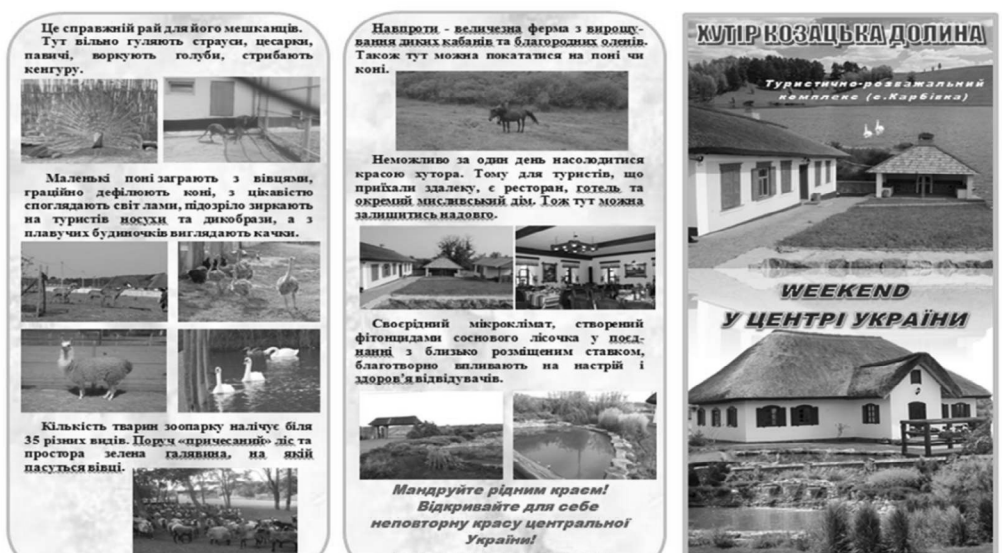 Це справжній рай для його мешканців.
Тут вільно гуляють страуси, цесарки,
павичі, воркують голуби, стрибають
кенгуру.
Маленькі поні заграють з вівцями,
граційно дефілюють коні, з цікавістю
споглядають світ лами, підозріло зиркають
на туристів носухи та дикобрази, а з
плавучих будиночків виглядають качки.
Кількість тварин зоопарку налічує біля
35 різних видів. Поруч «причесаний» ліс та
простора зелена галявина, на якій
пасуться вівці.
Навпроти - величезна ферма з вирощу-
вання диких кабанів та благородних оленів.
Також тут можна покататися на поні чи
коні.
Неможливо за один день насолодитися
красою хутора. Тому для туристів, що
приїхали здалеку, є ресторан, готель та
окремий мисливський дім. Тож тут можна
залишитись надовго.
Своєрідний мікроклімат, створений
фітонцидами соснового лісочка у поєд-
нанні з близько розміщеним ставком,
благотворно впливають на настрій і
здоров’я відвідувачів.
Мандруйте рідним краєм!
Відкривайте для себе
неповторну красу центральної
України!
ХУТІР КОЗАЦЬКА ДОЛИНА
Туристично-розважальний
комплекс (с.Карбівка)
WEEKEND
У ЦЕНТРІ УКРАЇНИ